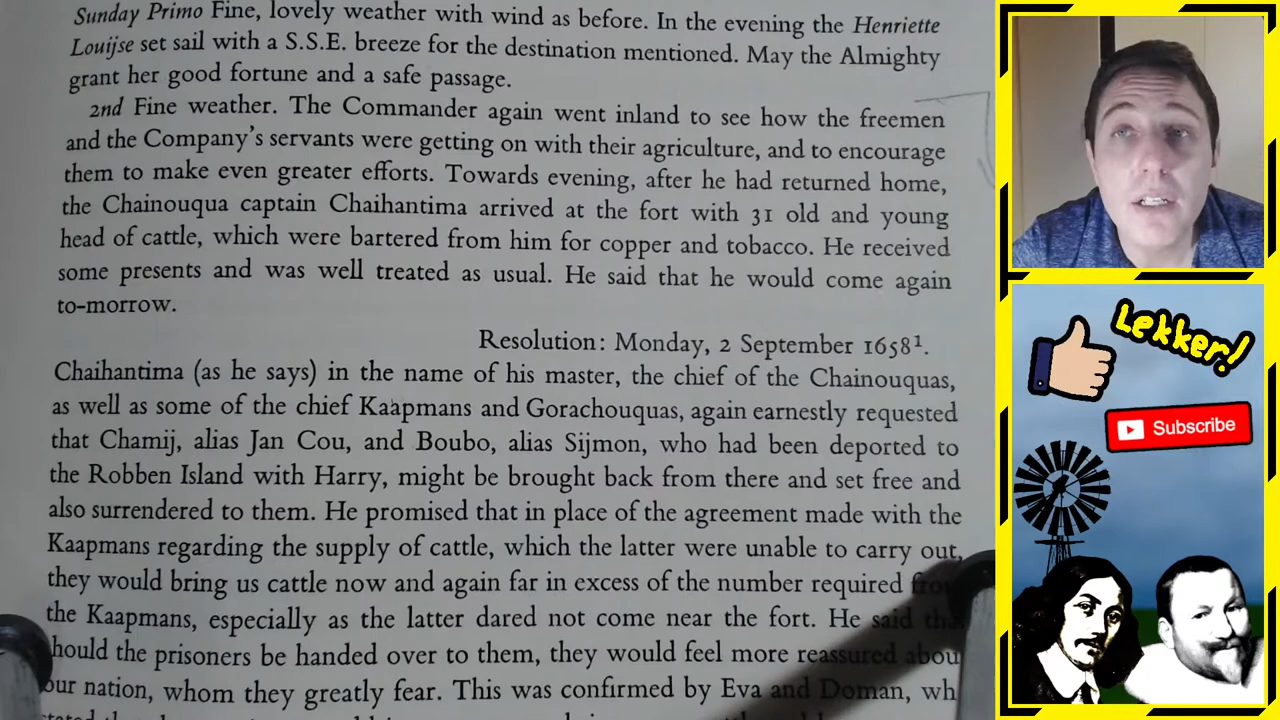 Sunday Primo Fine, lovely weather with wind as before. In the evening the Henriette
Louijse set sail with a S.S.E. breeze for the destination mentioned. May the Almighty
grant her good fortune and a safe passage.
2nd Fine weather. The Commander again went inland to see how the freemen
and the Company's servants were getting on with their agriculture, and to encourage
them to make even greater efforts. Towards evening, after he had returned home,
the Chainouqua captain Chaihantima arrived at the fort with 31 old and young
head of cattle, which were bartered from him for copper and tobacco. He received
some presents and was well treated as usual. He said that he would come again
to-morrow.
Resolution: Monday, 2 September 1658¹.
Chaihantima (as he says) in the name of his master, the chief of the Chainouquas,
as well as some of the chief Kaapmans and Gorachouquas, again earnestly requested
that Chamij, alias Jan Cou, and Boubo, alias Sijmon, who had been deported to
the Robben Island with Harry, might be brought back from there and set free and
also surrendered to them. He promised that in place of the agreement made with the
Kaapmans regarding the supply of cattle, which the latter were unable to carry out,
they would bring us cattle now and again far in excess of the number required from
the Kaapmans, especially as the latter dared not come near the fort. He said tha
hould the prisoners be handed over to them, they would feel more reassured abou
our nation, whom they greatly fear. This was confirmed by Eva and Doman, wh
Lekker!
Subscribe